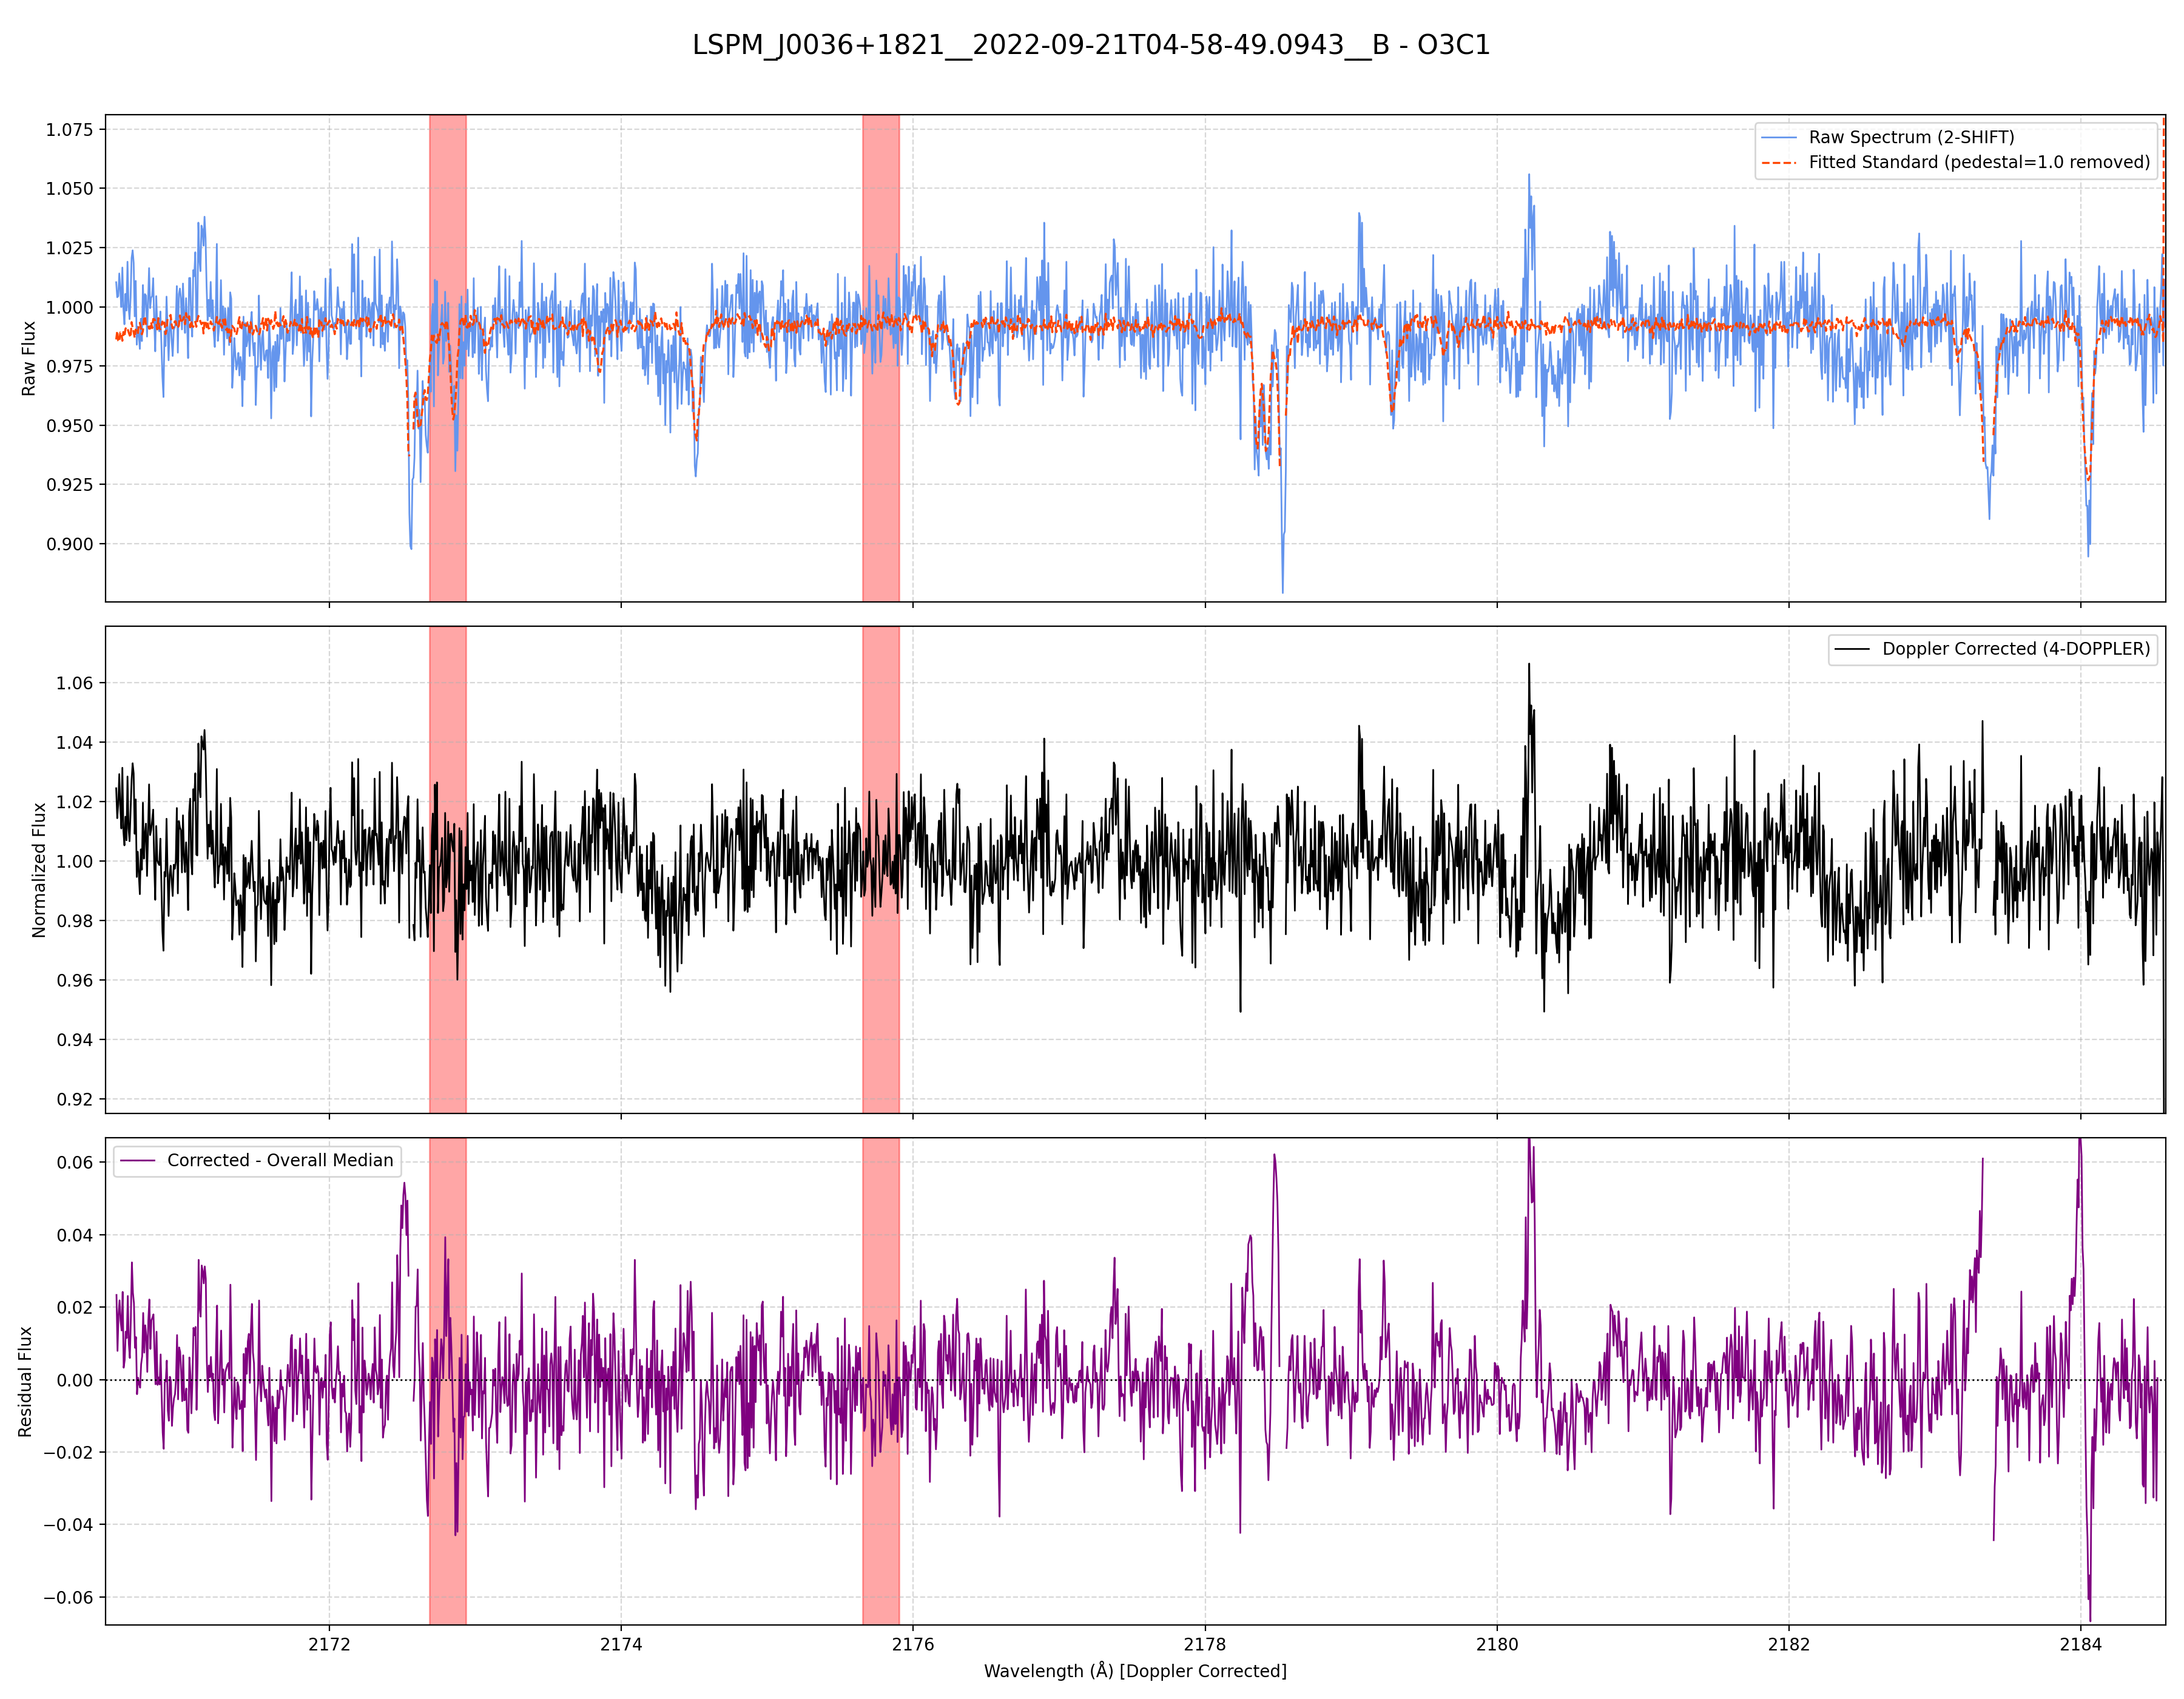 LSPM_J0036+1821__2022-09-21T04-58-49.0943__B - O3C1
1.075
1.050
1.025
1.000
0.975
0.950
0.925
0.900
Raw Flux
Raw Spectrum (2-SHIFT)
Fitted Standard (pedestal=1.0 removed)
1.06
1.04
1.02
1.00
0.98
0.96
0.94
0.92
Normalized Flux
Doppler Corrected (4-DOPPLER)
0.06
0.04
0.02
0.00
−0.02
−0.04
−0.06
Residual Flux
Corrected - Overall Median
2172 2174 2176 2178 2180 2182 2184
Wavelength (Å) [Doppler Corrected]